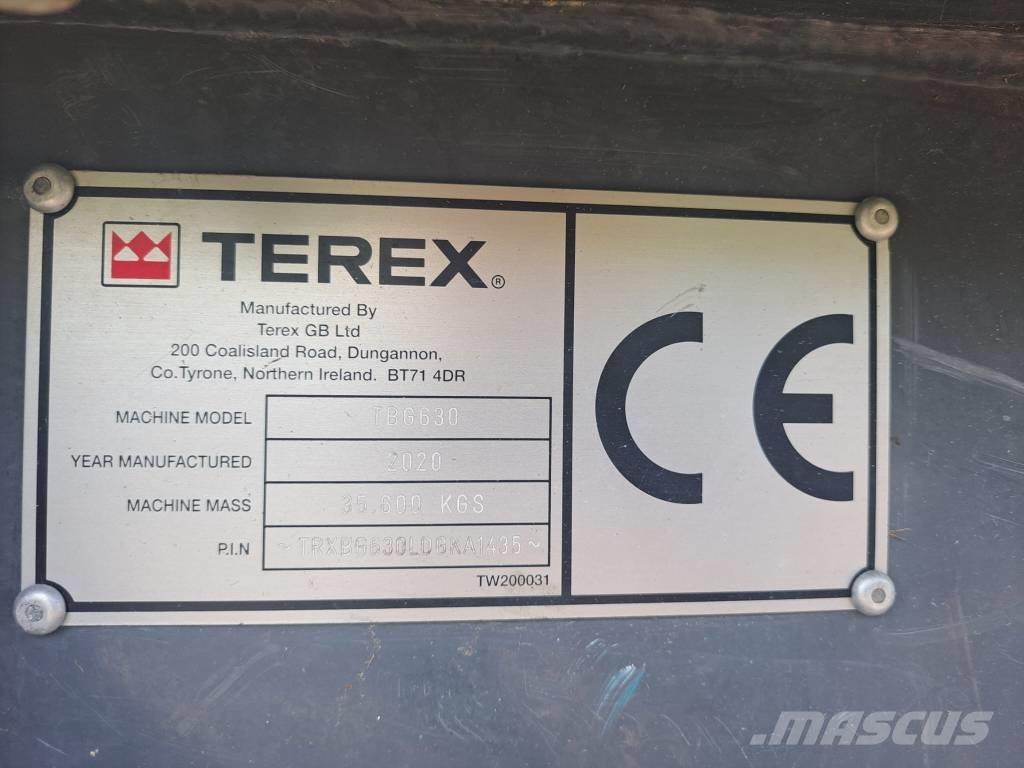 TEREX®
Manufactured By
Terex GB Ltd
200 Coalisland Road, Dungannon,
Co.Tyrone, Northern Ireland. BT71 4DR
MACHINE MODEL TBG630
YEAR MANUFACTURED 2020
MACHINE MASS 35.600 KGS
P.I.N ~TRXBG630LDGKA1435~
TW200031
CE
MASCUS